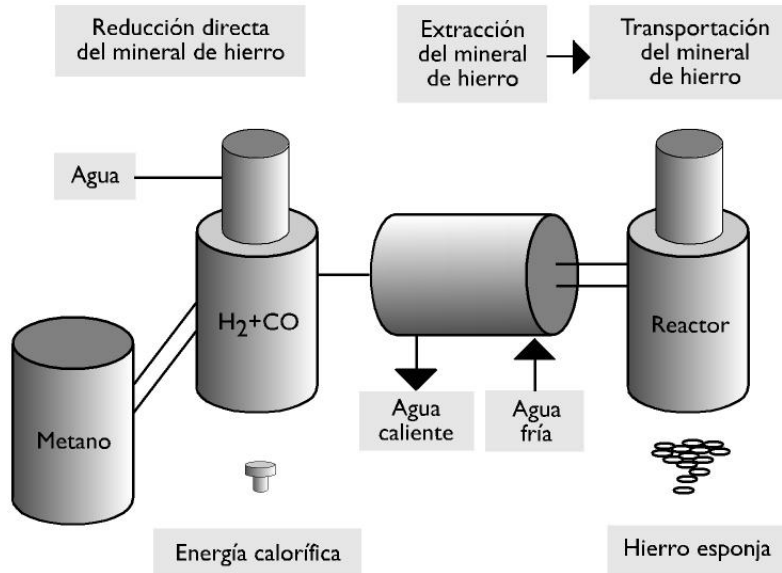 Reducción directa
del mineral de hierro
Extracción
del mineral
de hierro
Transportación
del mineral
de hierro
Agua
H2+CO
Reactor
Metano
Agua
caliente
Agua
fría
Energía calorífica
Hierro esponja